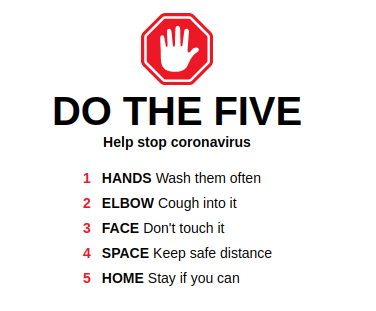 DO THE FIVE
Help stop coronavirus
1 HANDS Wash them often
2 ELBOW Cough into it
3 FACE Don't touch it
4 SPACE Keep safe distance
5 HOME Stay if you can